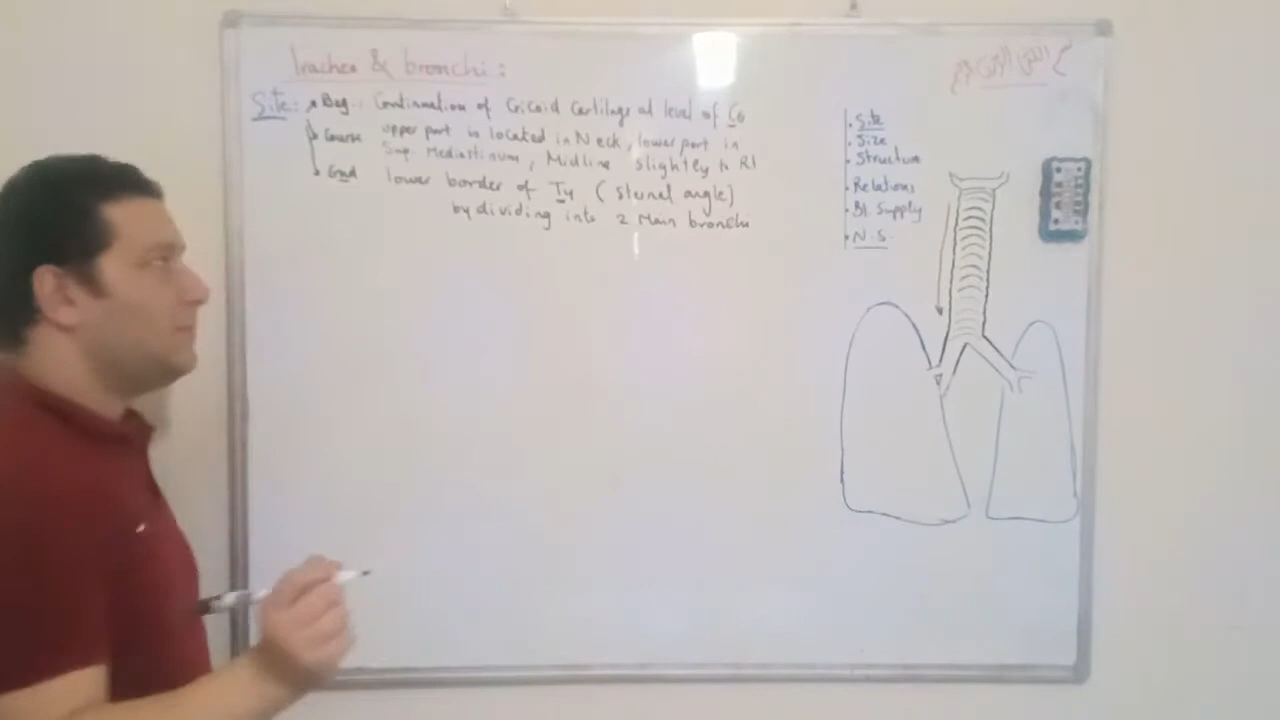 Trachea & bronchi:
Site: Beg.. Continuation of Cricoid Cartilage at level of C6
Course upper part is located in Neck, lower part in
Sup. Mediastinum, Midline slightly to Rt
End lower border of T4 (sternal angle)
by dividing into 2 Main bronchi
. Site
. Size
. Structure
. Relations
. Bl. Supply
. N.S.